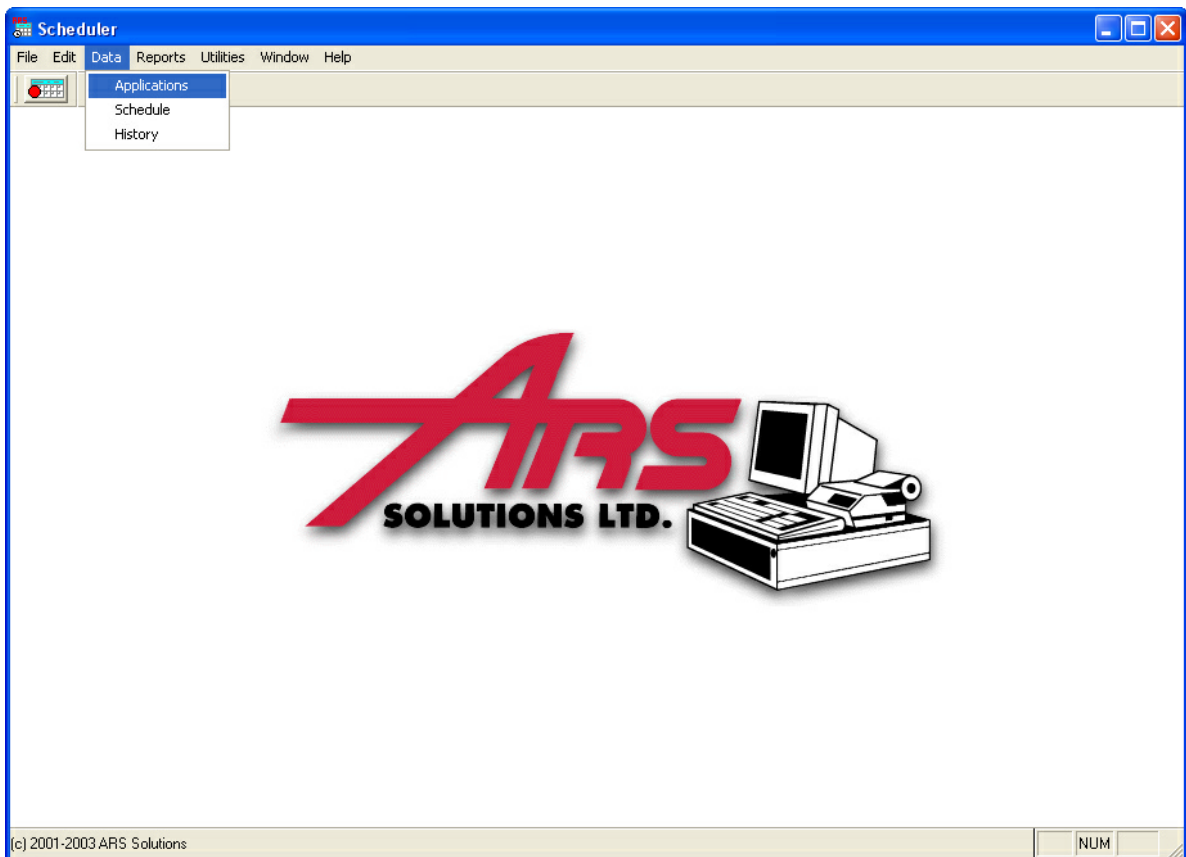 Scheduler
File Edit Data Reports Utilities Window Help
Applications
Schedule
History
ARS
SOLUTIONS LTD.
(c) 2001-2003 ARS Solutions
NUM